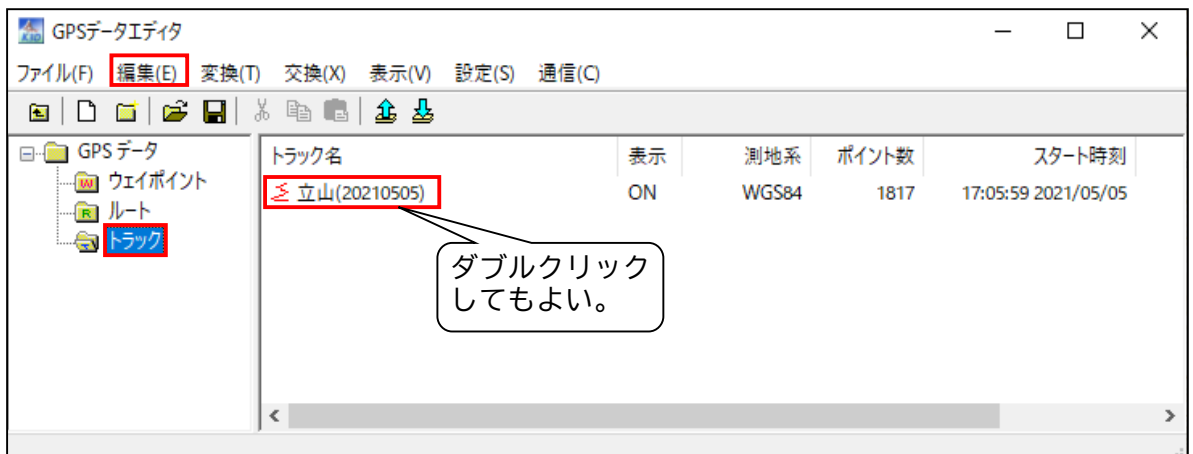 GPSデータエディタ
ファイル(F) 編集(E) 変換(T) 交換(X) 表示(V) 設定(S) 通信(C)
GPS データ
ウェイポイント
ルート
トラック
トラック名 表示 測地系 ポイント数 スタート時刻
立山(20210505) ON WGS84 1817 17:05:59 2021/05/05
ダブルクリック
してもよい。